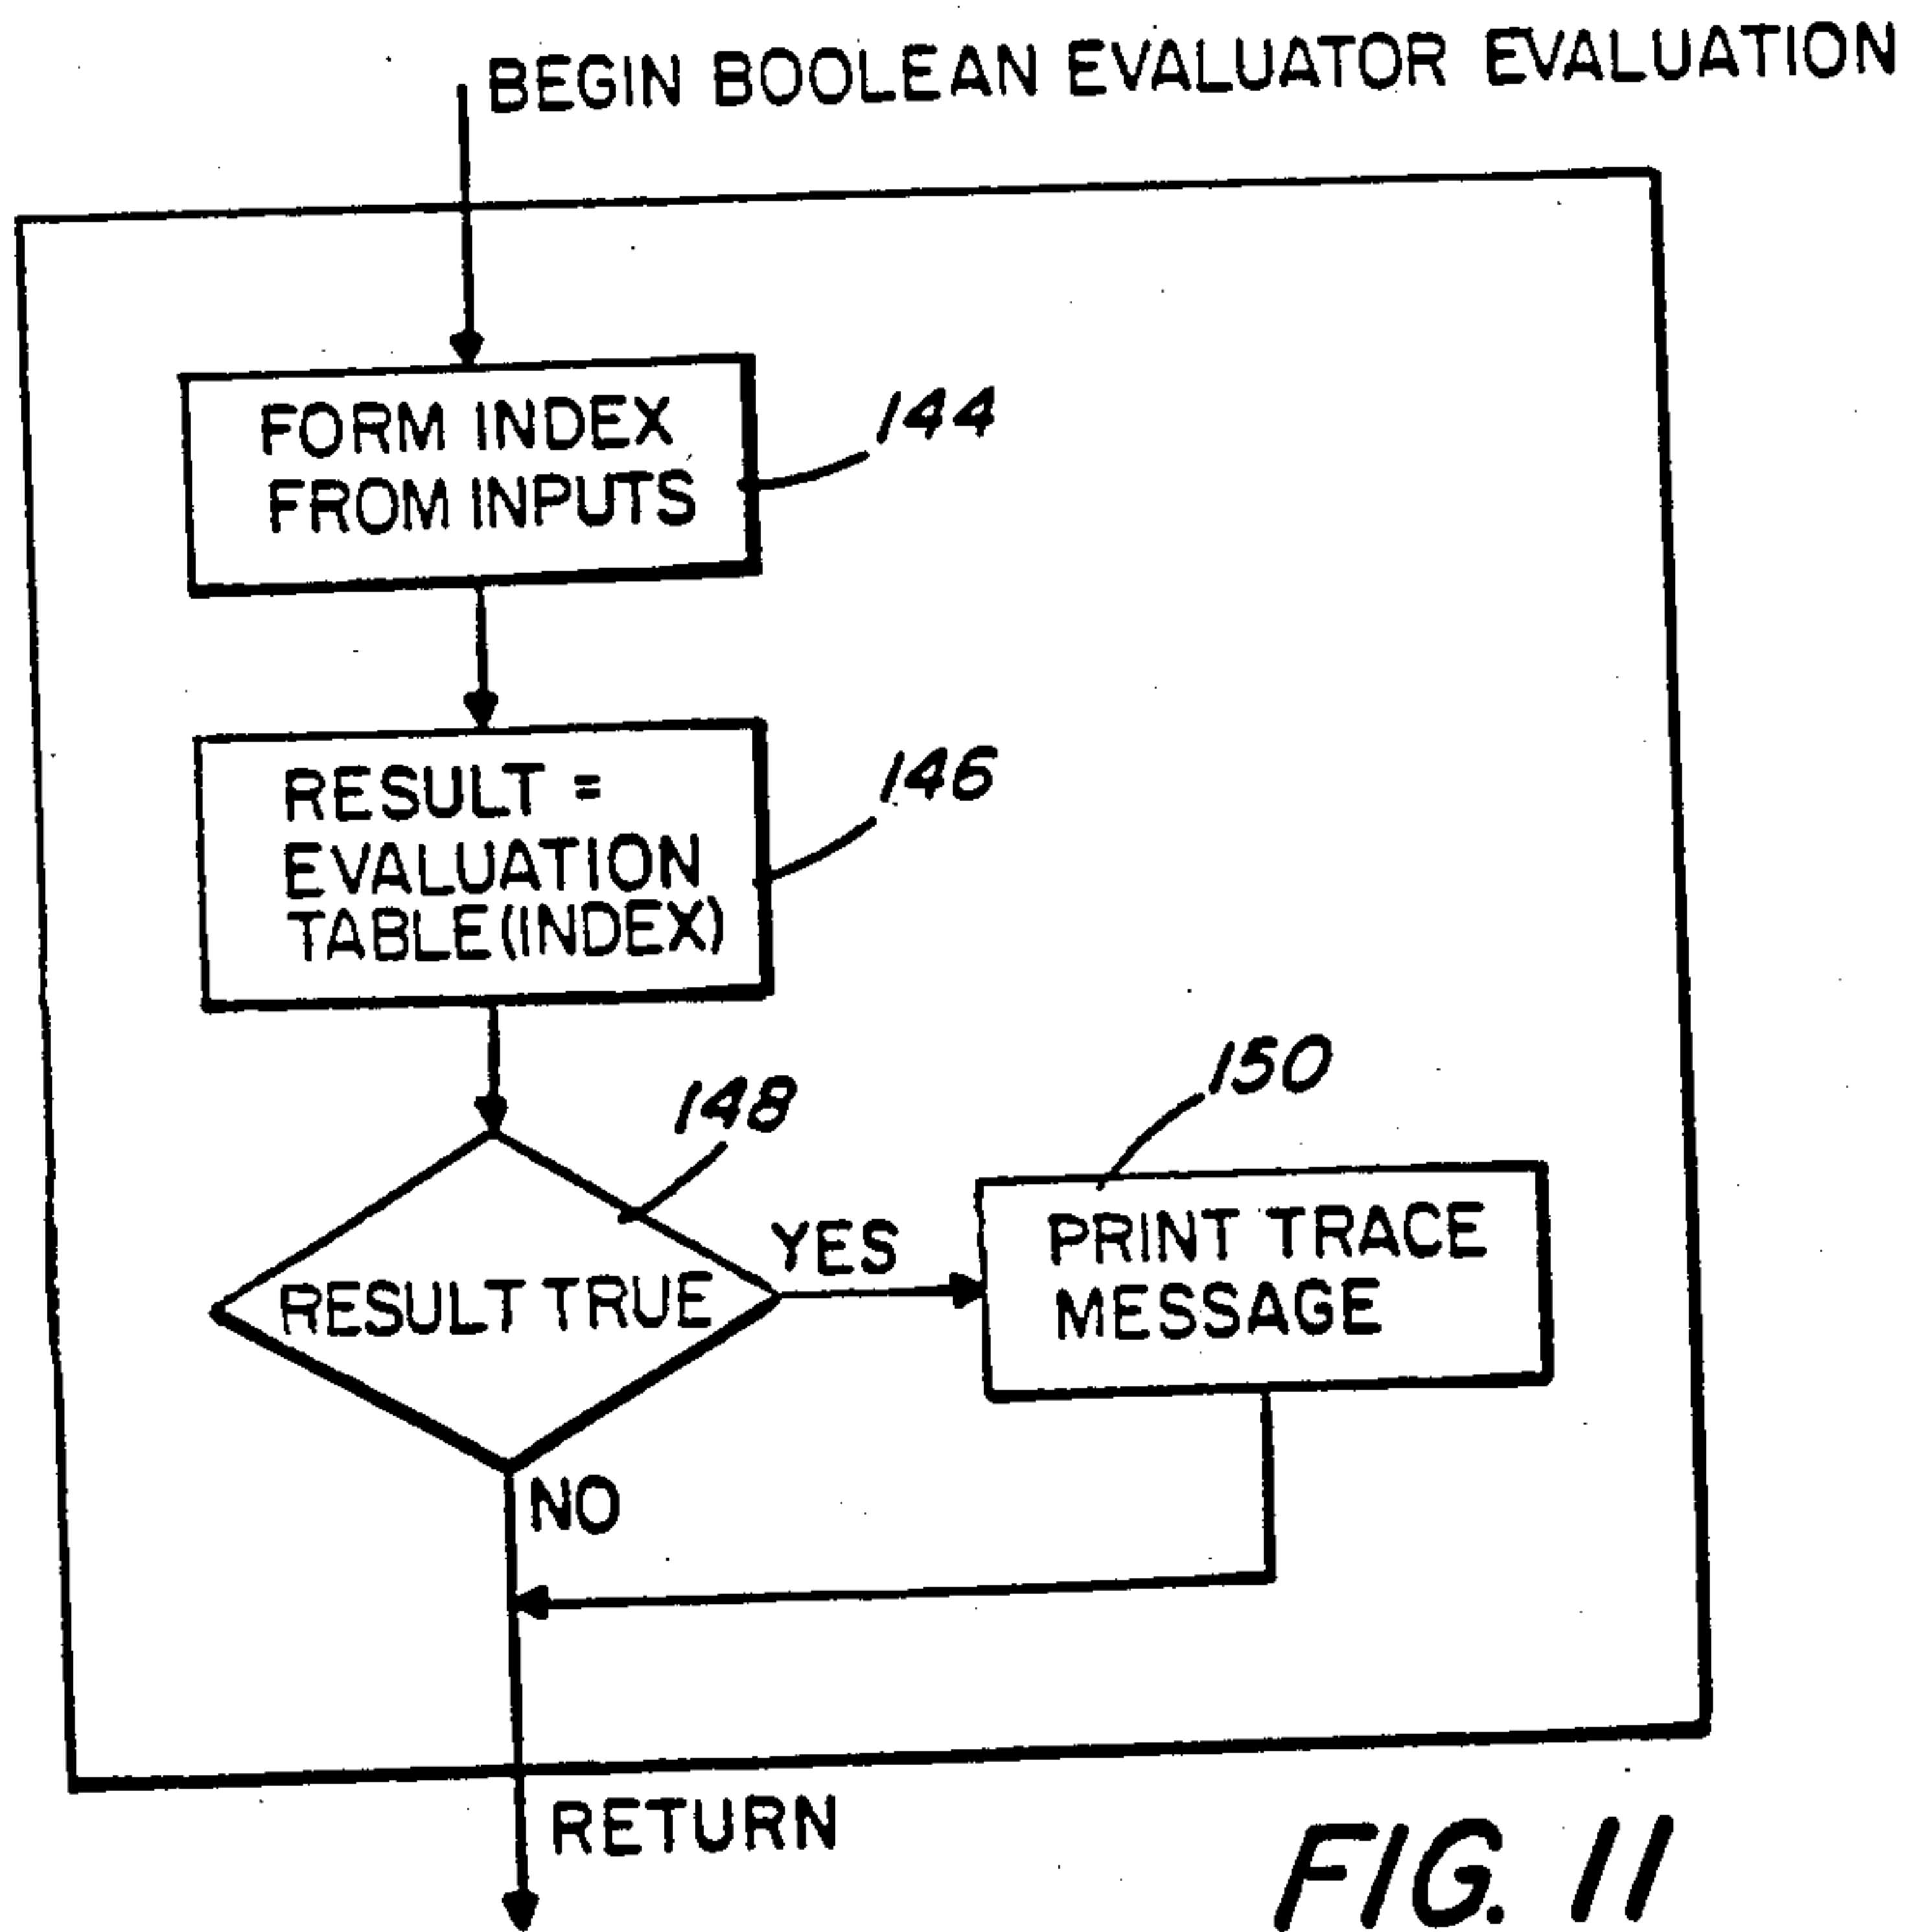 BEGIN BOOLEAN EVALUATOR EVALUATION
FORM INDEX
FROM INPUTS
144
RESULT =
EVALUATION
TABLE(INDEX)
146
148
150
RESULT TRUE
YES
PRINT TRACE
MESSAGE
NO
RETURN
FIG. 11